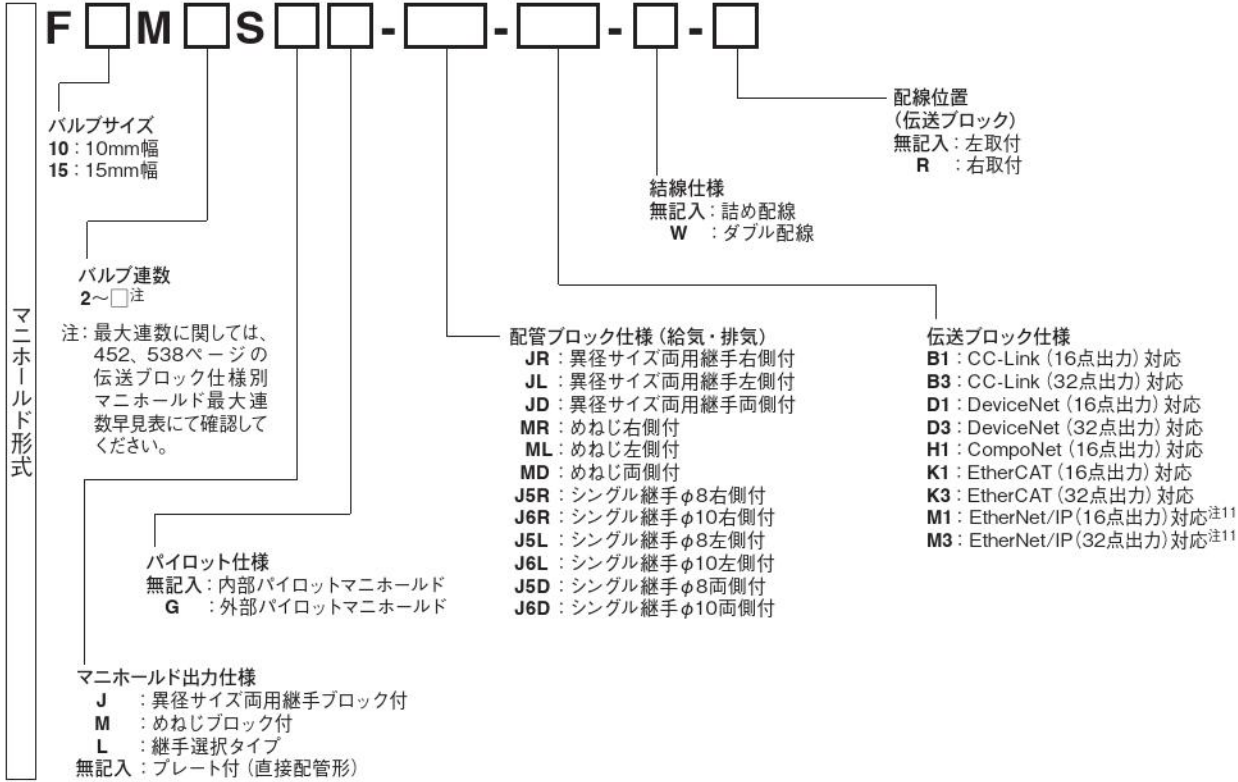 F□M□S□□-□-□-□-□
配線位置
(伝送ブロック)
無記入：左取付
R ：右取付
バルブサイズ
10：10mm幅
15：15mm幅
結線仕様
無記入：詰め配線
W ：ダブル配線
バルブ連数
2〜□注
注：最大連数に関しては、
452、538ページの
伝送ブロック仕様別
マニホールド最大連
数早見表にて確認して
ください。
マニホールド形式
配管ブロック仕様（給気・排気）
JR：異径サイズ両用継手右側付
JL：異径サイズ両用継手左側付
JD：異径サイズ両用継手両側付
MR：めねじ右側付
ML：めねじ左側付
MD：めねじ両側付
J5R：シングル継手φ8右側付
J6R：シングル継手φ10右側付
J5L：シングル継手φ8左側付
J6L：シングル継手φ10左側付
J5D：シングル継手φ8両側付
J6D：シングル継手φ10両側付
伝送ブロック仕様
B1：CC-Link（16点出力）対応
B3：CC-Link（32点出力）対応
D1：DeviceNet（16点出力）対応
D3：DeviceNet（32点出力）対応
H1：CompoNet（16点出力）対応
K1：EtherCAT（16点出力）対応
K3：EtherCAT（32点出力）対応
M1：EtherNet/IP（16点出力）対応注11
M3：EtherNet/IP（32点出力）対応注11
パイロット仕様
無記入：内部パイロットマニホールド
G ：外部パイロットマニホールド
マニホールド出力仕様
J ：異径サイズ両用継手ブロック付
M ：めねじブロック付
L ：継手選択タイプ
無記入：プレート付（直接配管形）